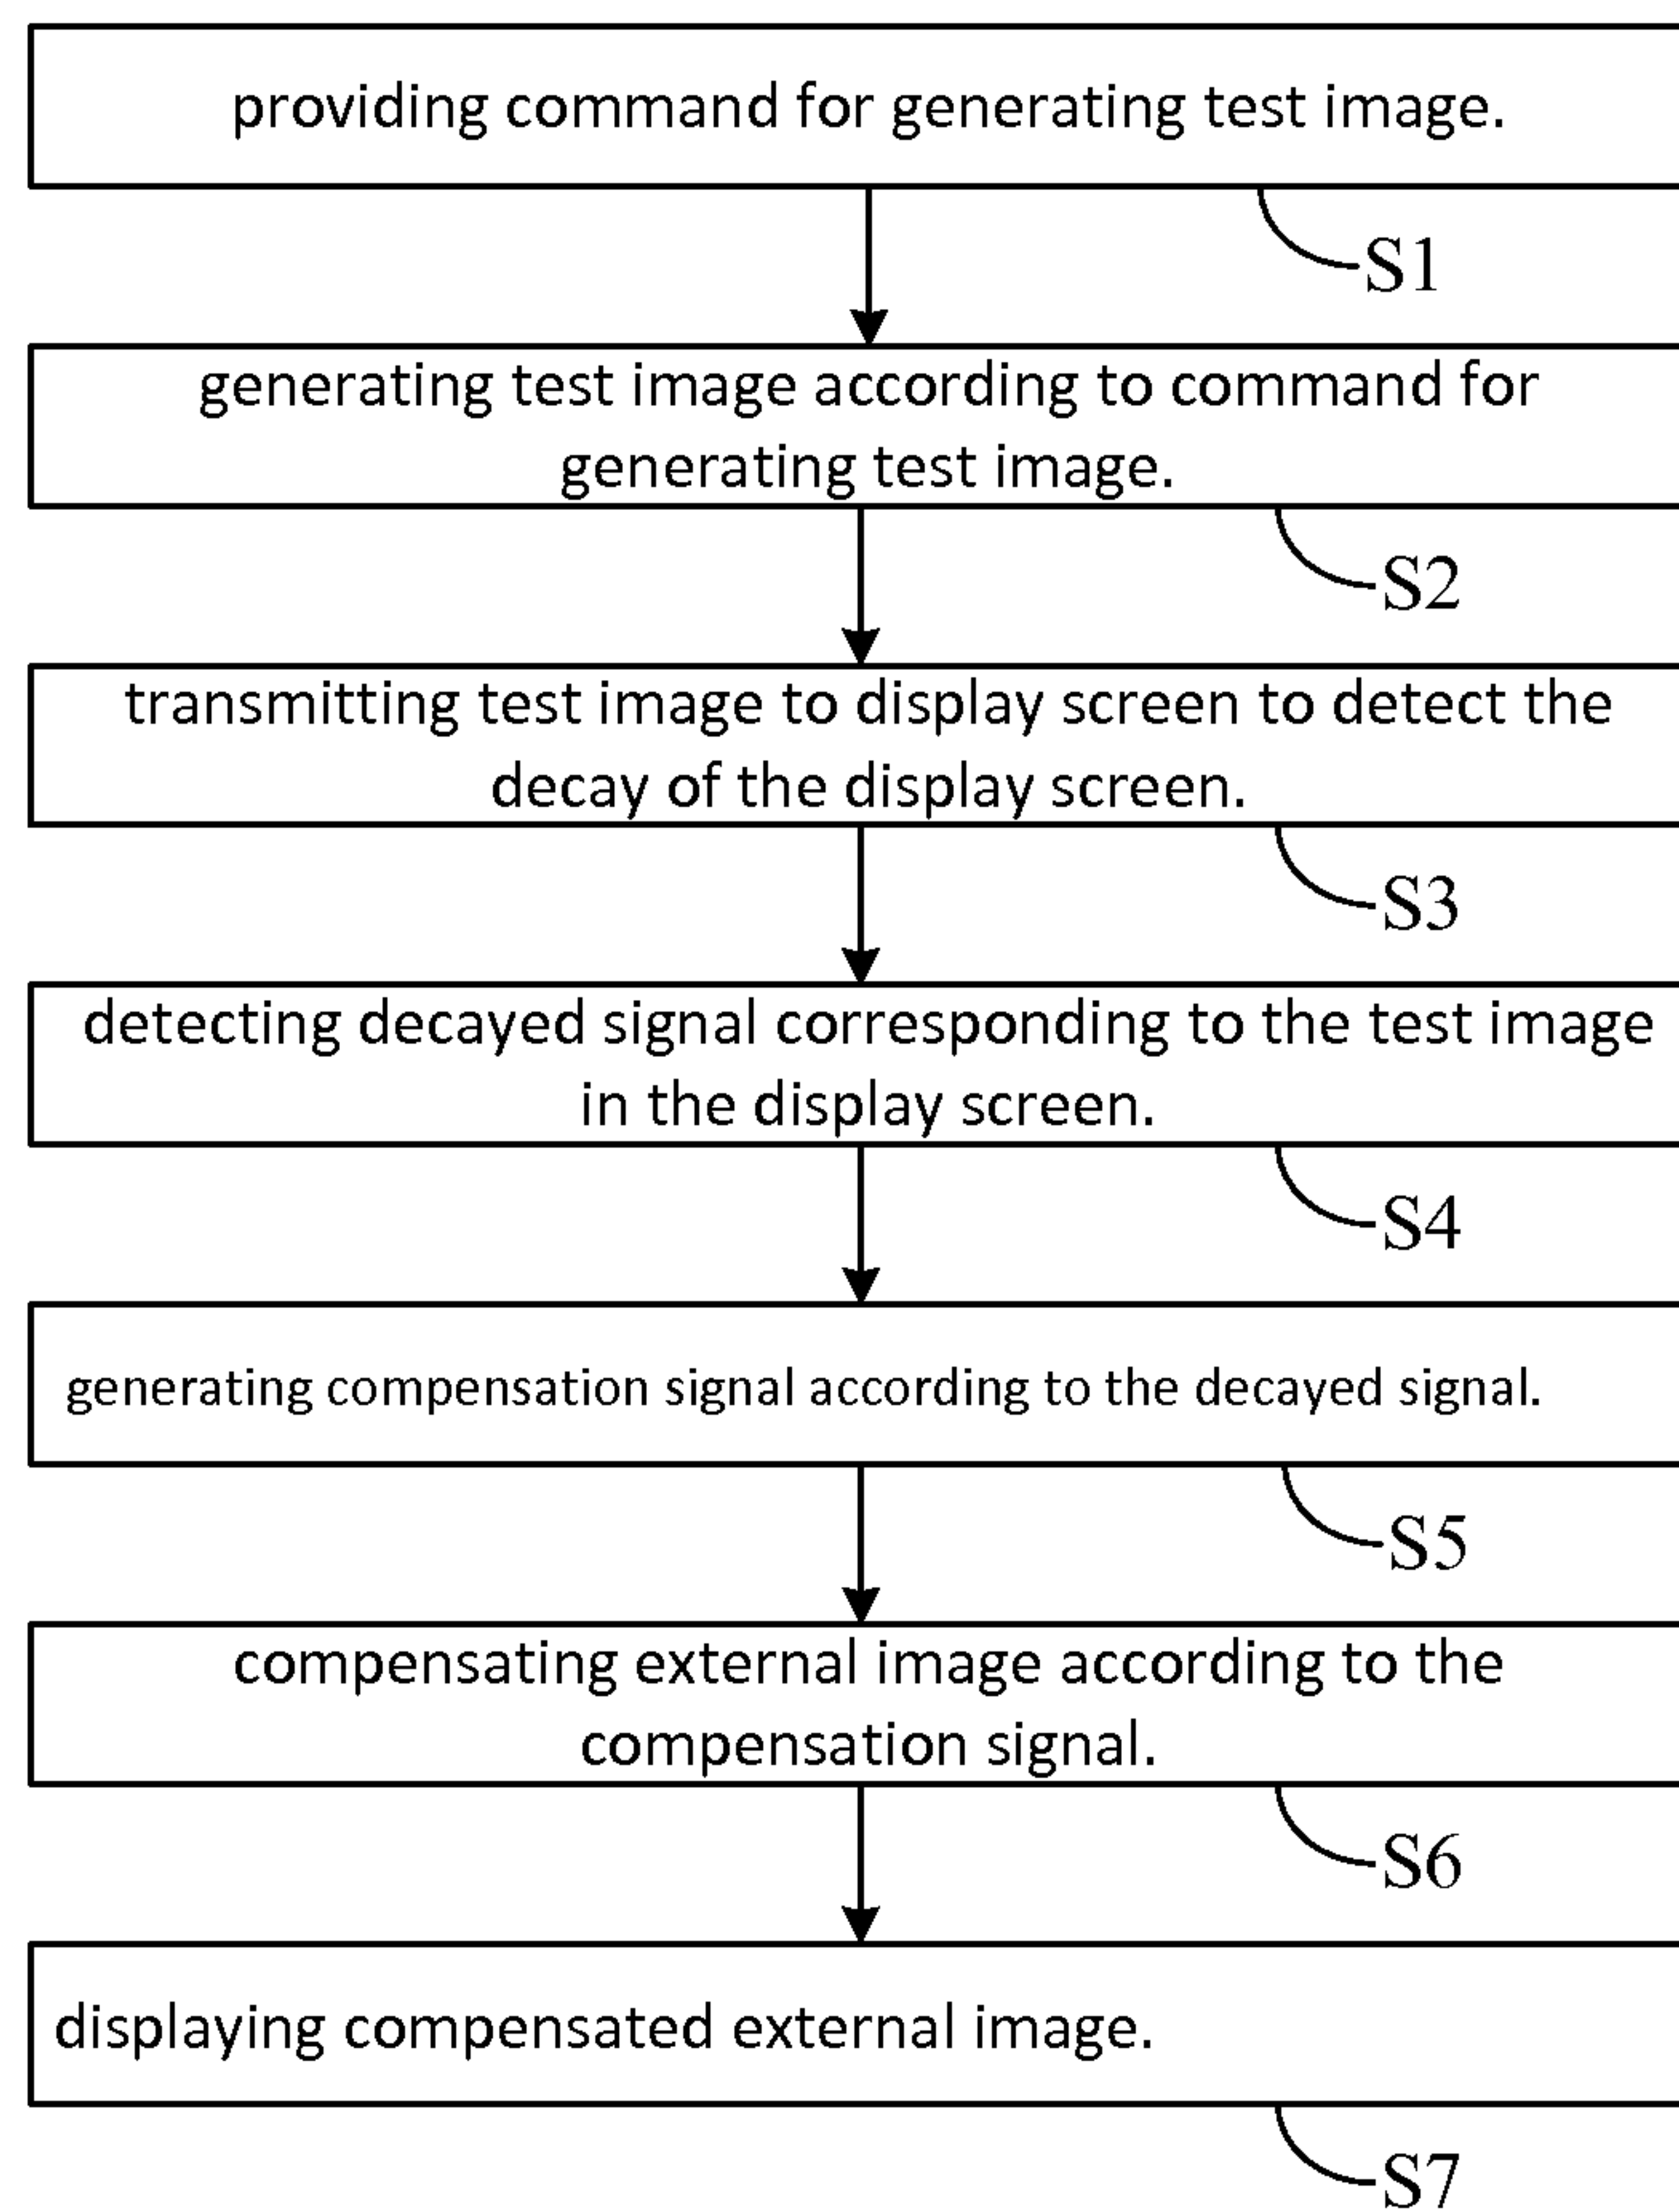 providing command for generating test image.
S1
generating test image according to command for
generating test image.
S2
transmitting test image to display screen to detect the
decay of the display screen.
S3
detecting decayed signal corresponding to the test image
in the display screen.
S4
generating compensation signal according to the decayed signal.
S5
compensating external image according to the
compensation signal.
S6
displaying compensated external image.
S7